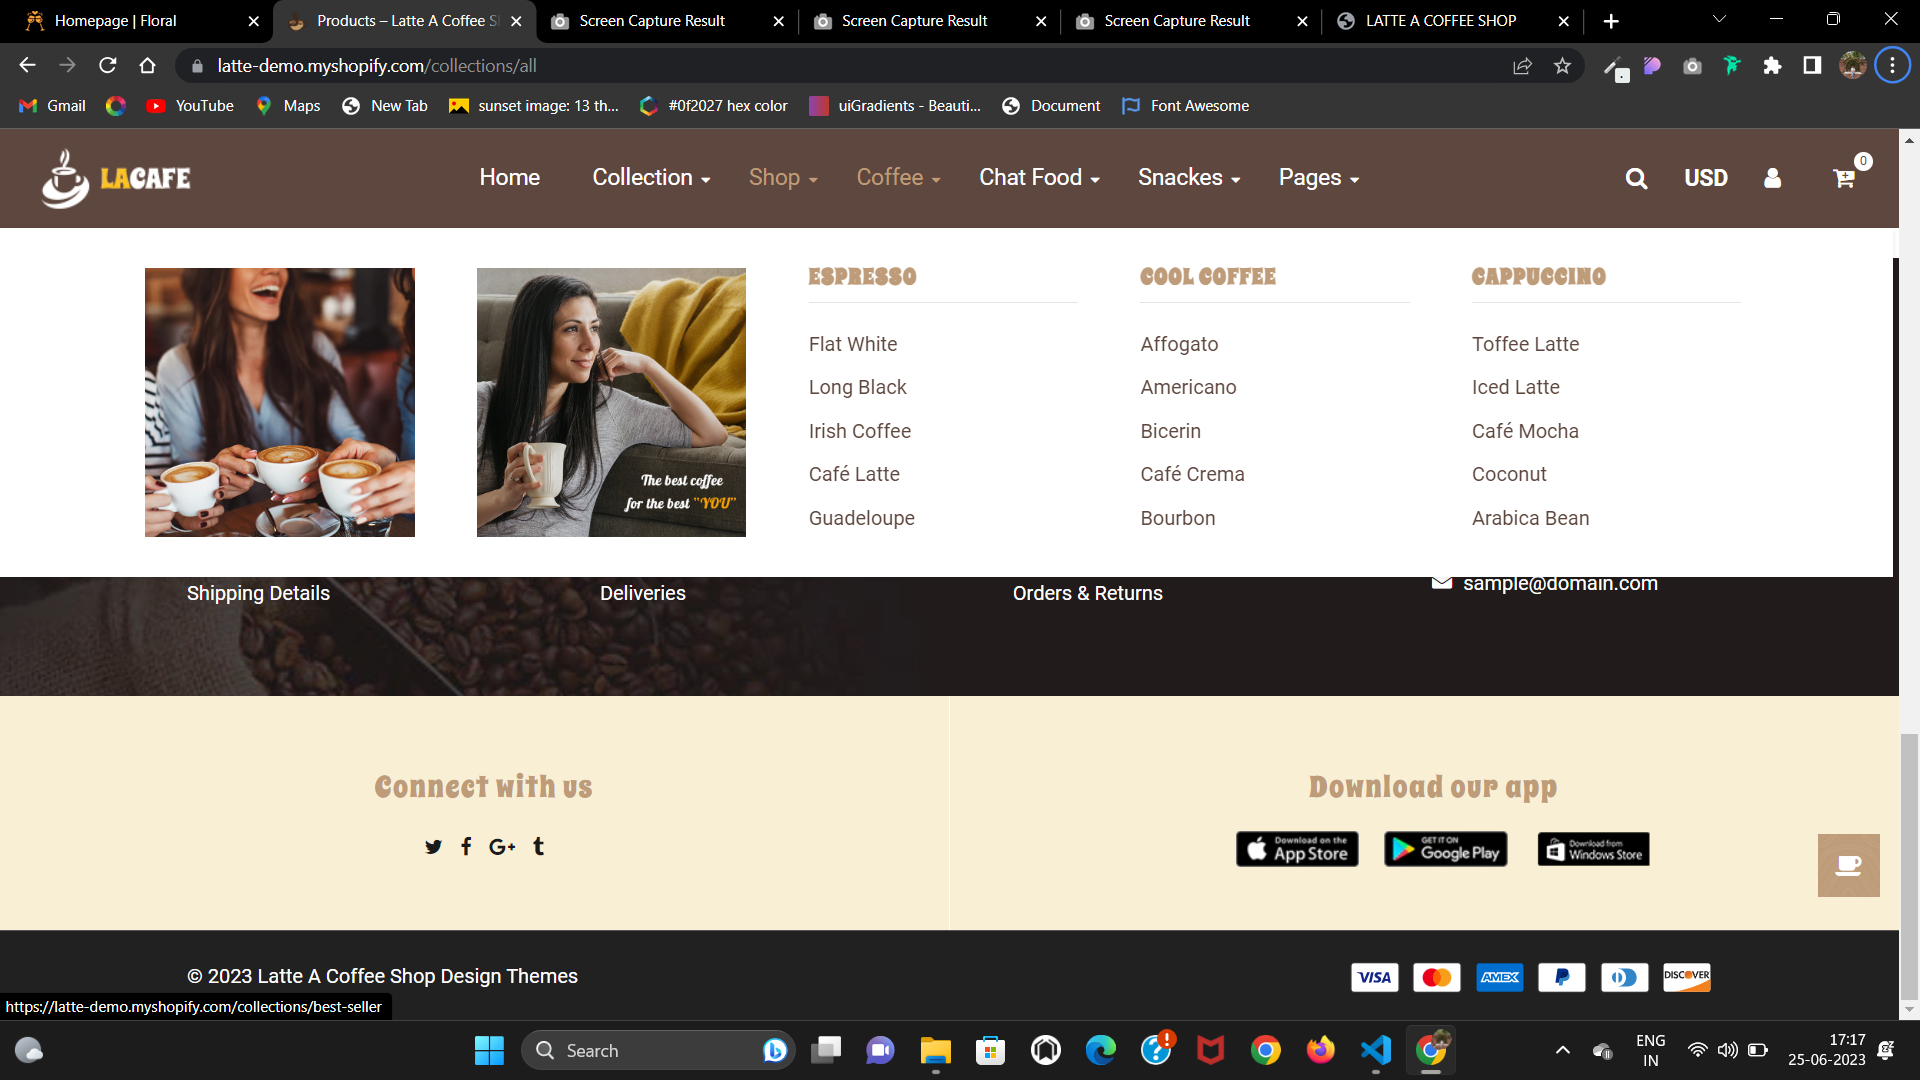 Homepage | Floral
Products – Latte A Coffee S
Screen Capture Result
Screen Capture Result
Screen Capture Result
LATTE A COFFEE SHOP
latte-demo.myshopify.com/collections/all
Gmail
YouTube
Maps
New Tab
sunset image: 13 th...
#0f2027 hex color
uiGradients - Beauti...
Document
Font Awesome
LACAFE
Home
Collection
Shop
Coffee
Chat Food
Snackes
Pages
USD
0
ESPRESSO
Flat White
Long Black
Irish Coffee
Café Latte
Guadeloupe
COOL COFFEE
Affogato
Americano
Bicerin
Café Crema
Bourbon
CAPPUCCINO
Toffee Latte
Iced Latte
Café Mocha
Coconut
Arabica Bean
The best coffee
for the best "YOU"
Shipping Details
Deliveries
Orders & Returns
sample@domain.com
Connect with us
G+
Download our app
Download on the
App Store
GET IT ON
Google Play
Download from
Windows Store
© 2023 Latte A Coffee Shop Design Themes
VISA
AMEX
DISCOVER
https://latte-demo.myshopify.com/collections/best-seller
Search
ENG
IN
17:17
25-06-2023